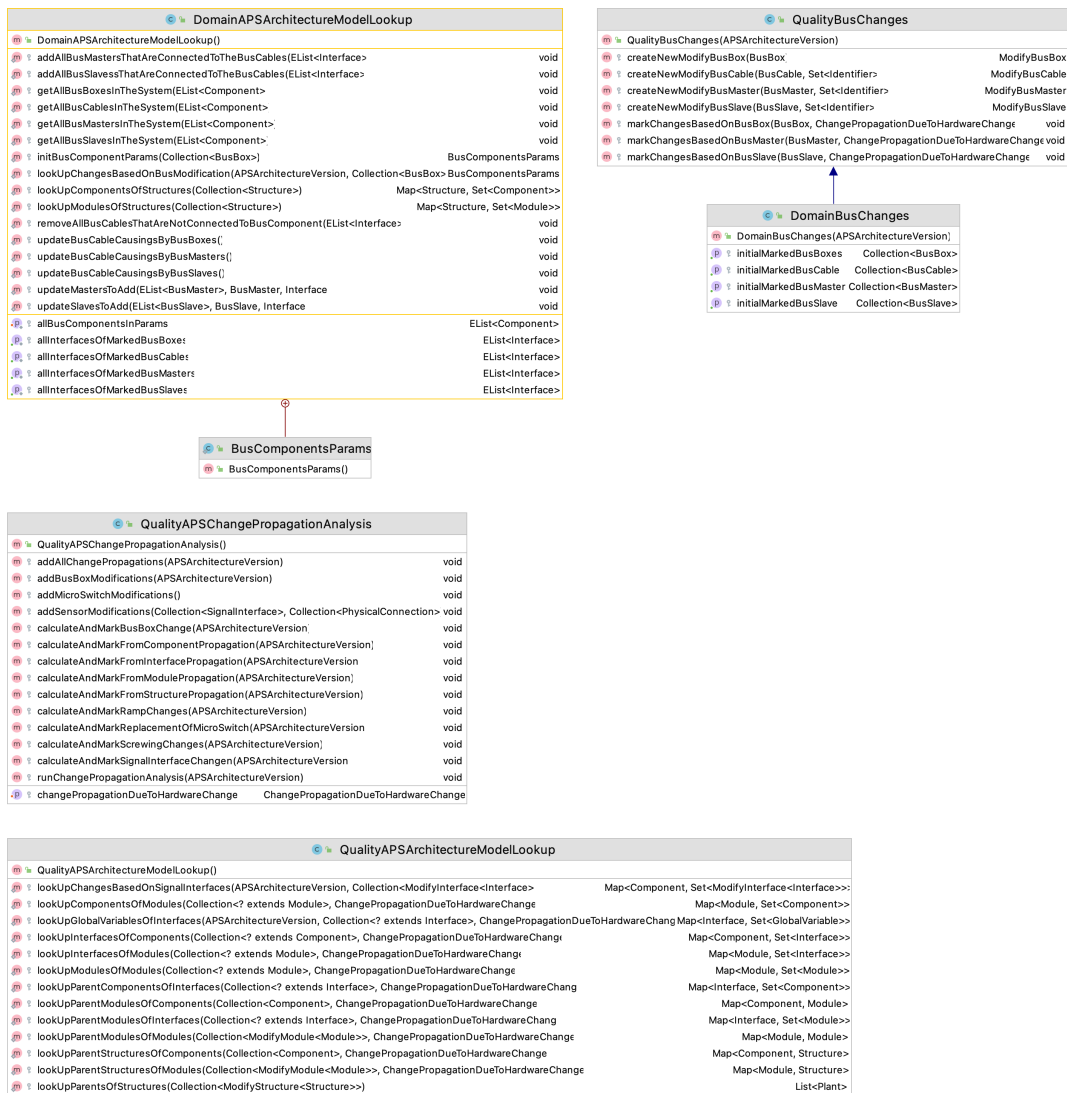 DomainAPSArchitectureModelLookup
DomainAPSArchitectureModelLookup()
addAllBusMastersThatAreConnectedToTheBusCables(EList<Interface> void
addAllBusSlavessThatAreConnectedToTheBusCables(EList<Interface> void
getAllBusBoxesInTheSystem(EList<Component> void
getAllBusCablesInTheSystem(EList<Component> void
getAllBusMastersInTheSystem(EList<Component> void
getAllBusSlavesInTheSystem(EList<Component> void
initBusComponentParams(Collection<BusBox>) BusComponentsParams
lookUpChangesBasedOnBusModification(APSArchitectureVersion, Collection<BusBox> BusComponentsParams
lookUpComponentsOfStructures(Collection<Structure>) Map<Structure, Set<Component>>
lookUpModulesOfStructures(Collection<Structure>) Map<Structure, Set<Module>>
removeAllBusCablesThatAreNotConnectedToBusComponent(EList<Interface> void
updateBusCableCausingsByBusBoxes() void
updateBusCableCausingsByBusMasters() void
updateBusCableCausingsByBusSlaves() void
updateMastersToAdd(EList<BusMaster>, BusMaster, Interface void
updateSlavesToAdd(EList<BusSlave>, BusSlave, Interface void
allBusComponentsInParams EList<Component>
allInterfacesOfMarkedBusBoxes EList<Interface>
allInterfacesOfMarkedBusCables EList<Interface>
allInterfacesOfMarkedBusMasters EList<Interface>
allInterfacesOfMarkedBusSlaves EList<Interface>
BusComponentsParams
BusComponentsParams()
QualityBusChanges
QualityBusChanges(APSArchitectureVersion)
createNewModifyBusBox(BusBox ModifyBusBox
createNewModifyBusCable(BusCable, Set<Identifier> ModifyBusCable
createNewModifyBusMaster(BusMaster, Set<Identifier> ModifyBusMaster
createNewModifyBusSlave(BusSlave, Set<Identifier> ModifyBusSlave
markChangesBasedOnBusBox(BusBox, ChangePropagationDueToHardwareChange void
markChangesBasedOnBusMaster(BusMaster, ChangePropagationDueToHardwareChange void
markChangesBasedOnBusSlave(BusSlave, ChangePropagationDueToHardwareChange void
DomainBusChanges
DomainBusChanges(APSArchitectureVersion)
initialMarkedBusBoxes Collection<BusBox>
initialMarkedBusCable Collection<BusCable>
initialMarkedBusMaster Collection<BusMaster>
initialMarkedBusSlave Collection<BusSlave>
QualityAPSChangePropagationAnalysis
QualityAPSChangePropagationAnalysis()
addAllChangePropagations(APSArchitectureVersion) void
addBusBoxModifications(APSArchitectureVersion) void
addMicroSwitchModifications() void
addSensorModifications(Collection<SignalInterface>, Collection<PhysicalConnection> void
calculateAndMarkBusBoxChange(APSArchitectureVersion) void
calculateAndMarkFromComponentPropagation(APSArchitectureVersion) void
calculateAndMarkFromInterfacePropagation(APSArchitectureVersion void
calculateAndMarkFromModulePropagation(APSArchitectureVersion) void
calculateAndMarkFromStructurePropagation(APSArchitectureVersion) void
calculateAndMarkRampChanges(APSArchitectureVersion) void
calculateAndMarkReplacementOfMicroSwitch(APSArchitectureVersion void
calculateAndMarkScrewingChanges(APSArchitectureVersion) void
calculateAndMarkSignalInterfaceChangen(APSArchitectureVersion void
runChangePropagationAnalysis(APSArchitectureVersion) void
changePropagationDueToHardwareChange ChangePropagationDueToHardwareChange
QualityAPSArchitectureModelLookup
QualityAPSArchitectureModelLookup()
lookUpChangesBasedOnSignalInterfaces(APSArchitectureVersion, Collection<ModifyInterface<Interface> Map<Component, Set<ModifyInterface<Interface>>:
lookUpComponentsOfModules(Collection<? extends Module>, ChangePropagationDueToHardwareChange Map<Module, Set<Component>>
lookUpGlobalVariablesOfInterfaces(APSArchitectureVersion, Collection<? extends Interface>, ChangePropagationDueToHardwareChang Map<Interface, Set<GlobalVariable>>
lookUpInterfacesOfComponents(Collection<? extends Component>, ChangePropagationDueToHardwareChange Map<Component, Set<Interface>>
lookUpInterfacesOfModules(Collection<? extends Module>, ChangePropagationDueToHardwareChange Map<Module, Set<Interface>>
lookUpModulesOfModules(Collection<? extends Module>, ChangePropagationDueToHardwareChange Map<Module, Set<Module>>
lookUpParentComponentsOfInterfaces(Collection<? extends Interface>, ChangePropagationDueToHardwareChang Map<Interface, Set<Component>>
lookUpParentModulesOfComponents(Collection<Component>, ChangePropagationDueToHardwareChange Map<Component, Module>
lookUpParentModulesOfInterfaces(Collection<? extends Interface>, ChangePropagationDueToHardwareChang Map<Interface, Set<Module>>
lookUpParentModulesOfModules(Collection<ModifyModule<Module>>, ChangePropagationDueToHardwareChange Map<Module, Module>
lookUpParentStructuresOfComponents(Collection<Component>, ChangePropagationDueToHardwareChange Map<Component, Structure>
lookUpParentStructuresOfModules(Collection<ModifyModule<Module>>, ChangePropagationDueToHardwareChange Map<Module, Structure>
lookUpParentsOfStructures(Collection<ModifyStructure<Structure>>) List<Plant>